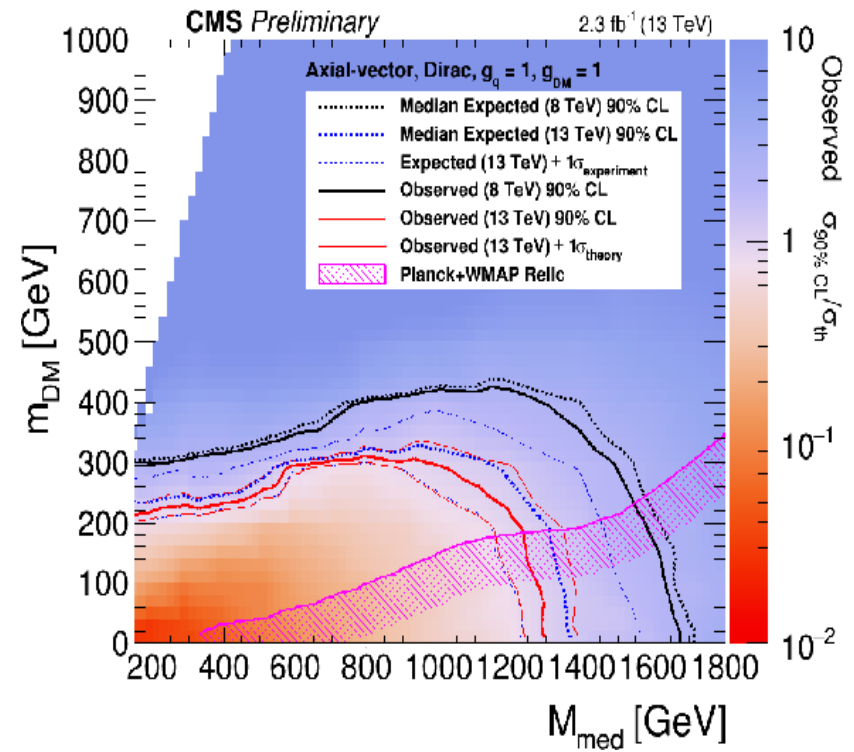 CMS Preliminary 2.3 fb⁻¹ (13 TeV)
Axial-vector, Dirac, g_q = 1, g_DM = 1
Median Expected (8 TeV) 90% CL
Median Expected (13 TeV) 90% CL
Expected (13 TeV) + 1σ_experiment
Observed (8 TeV) 90% CL
Observed (13 TeV) 90% CL
Observed (13 TeV) + 1σ_theory
Planck+WMAP Relic
m_DM [GeV]
1000
900
800
700
600
500
400
300
200
100
0
200 400 600 800 1000 1200 1400 1600 1800
M_med [GeV]
10
1
10⁻¹
10⁻²
Observed σ_90% CL/σ_th